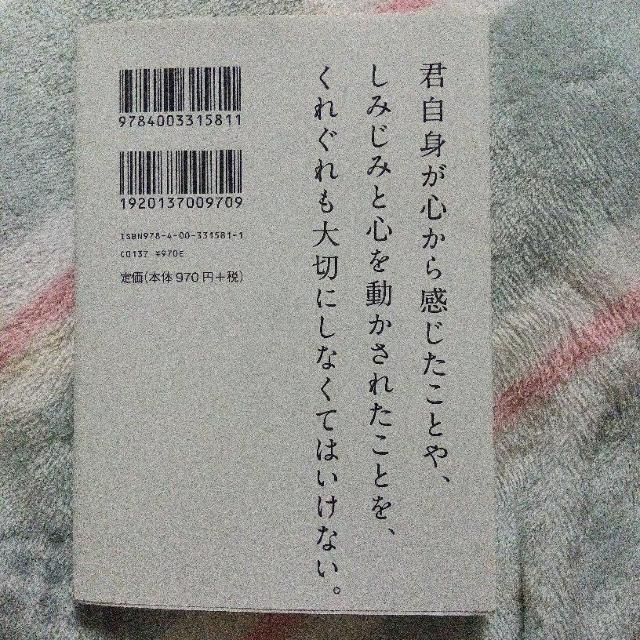 君自身が心から感じたことや、
しみじみと心を動かされたことを、
くれぐれも大切にしなくてはいけない。
9784003315811
1920137009709
ISBN978-4-00-331581-1
C0137 ¥970E
定価(本体970円+税)